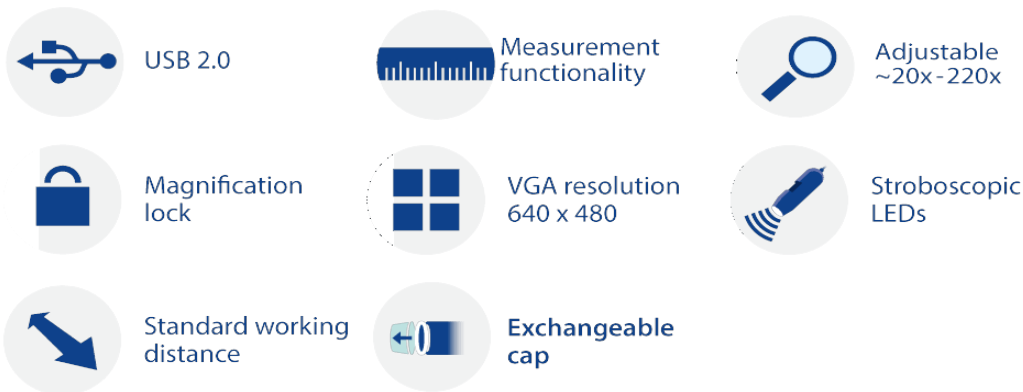 USB 2.0
Measurement
functionality
Adjustable
~20x-220x
Magnification
lock
VGA resolution
640 x 480
Stroboscopic
LEDs
Standard working
distance
Exchangeable
cap